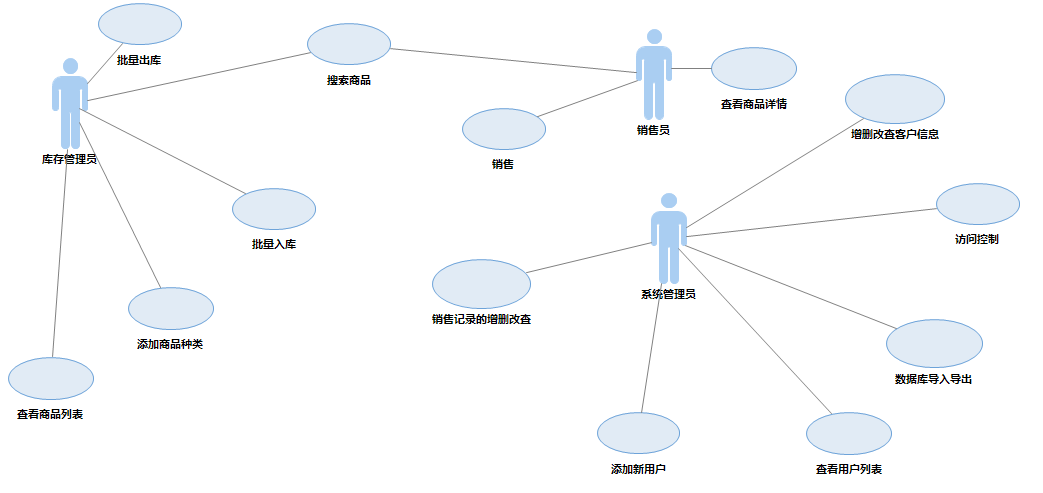 批量出库
搜索商品
查看商品详情
销售员
增删改查客户信息
库存管理员
销售
批量入库
访问控制
系统管理员
销售记录的增删改查
添加商品种类
数据库导入导出
查看商品列表
添加新用户
查看用户列表